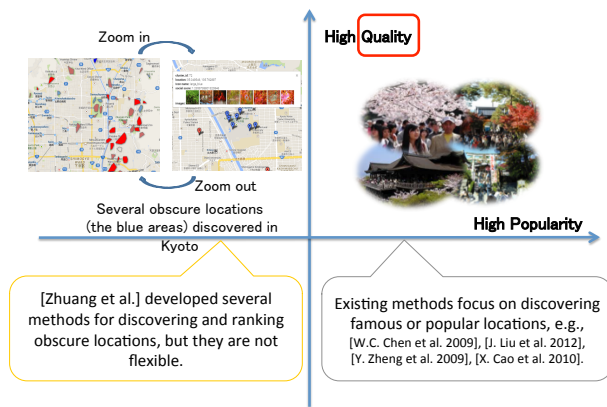 Zoom in
High Quality
Zoom out
Several obscure locations
(the blue areas) discovered in
Kyoto
High Popularity
[Zhuang et al.] developed several
methods for discovering and ranking
obscure locations, but they are not
flexible.
Existing methods focus on discovering
famous or popular locations, e.g.,
[W.C. Chen et al. 2009], [J. Liu et al. 2012],
[Y. Zheng et al. 2009], [X. Cao et al. 2010].